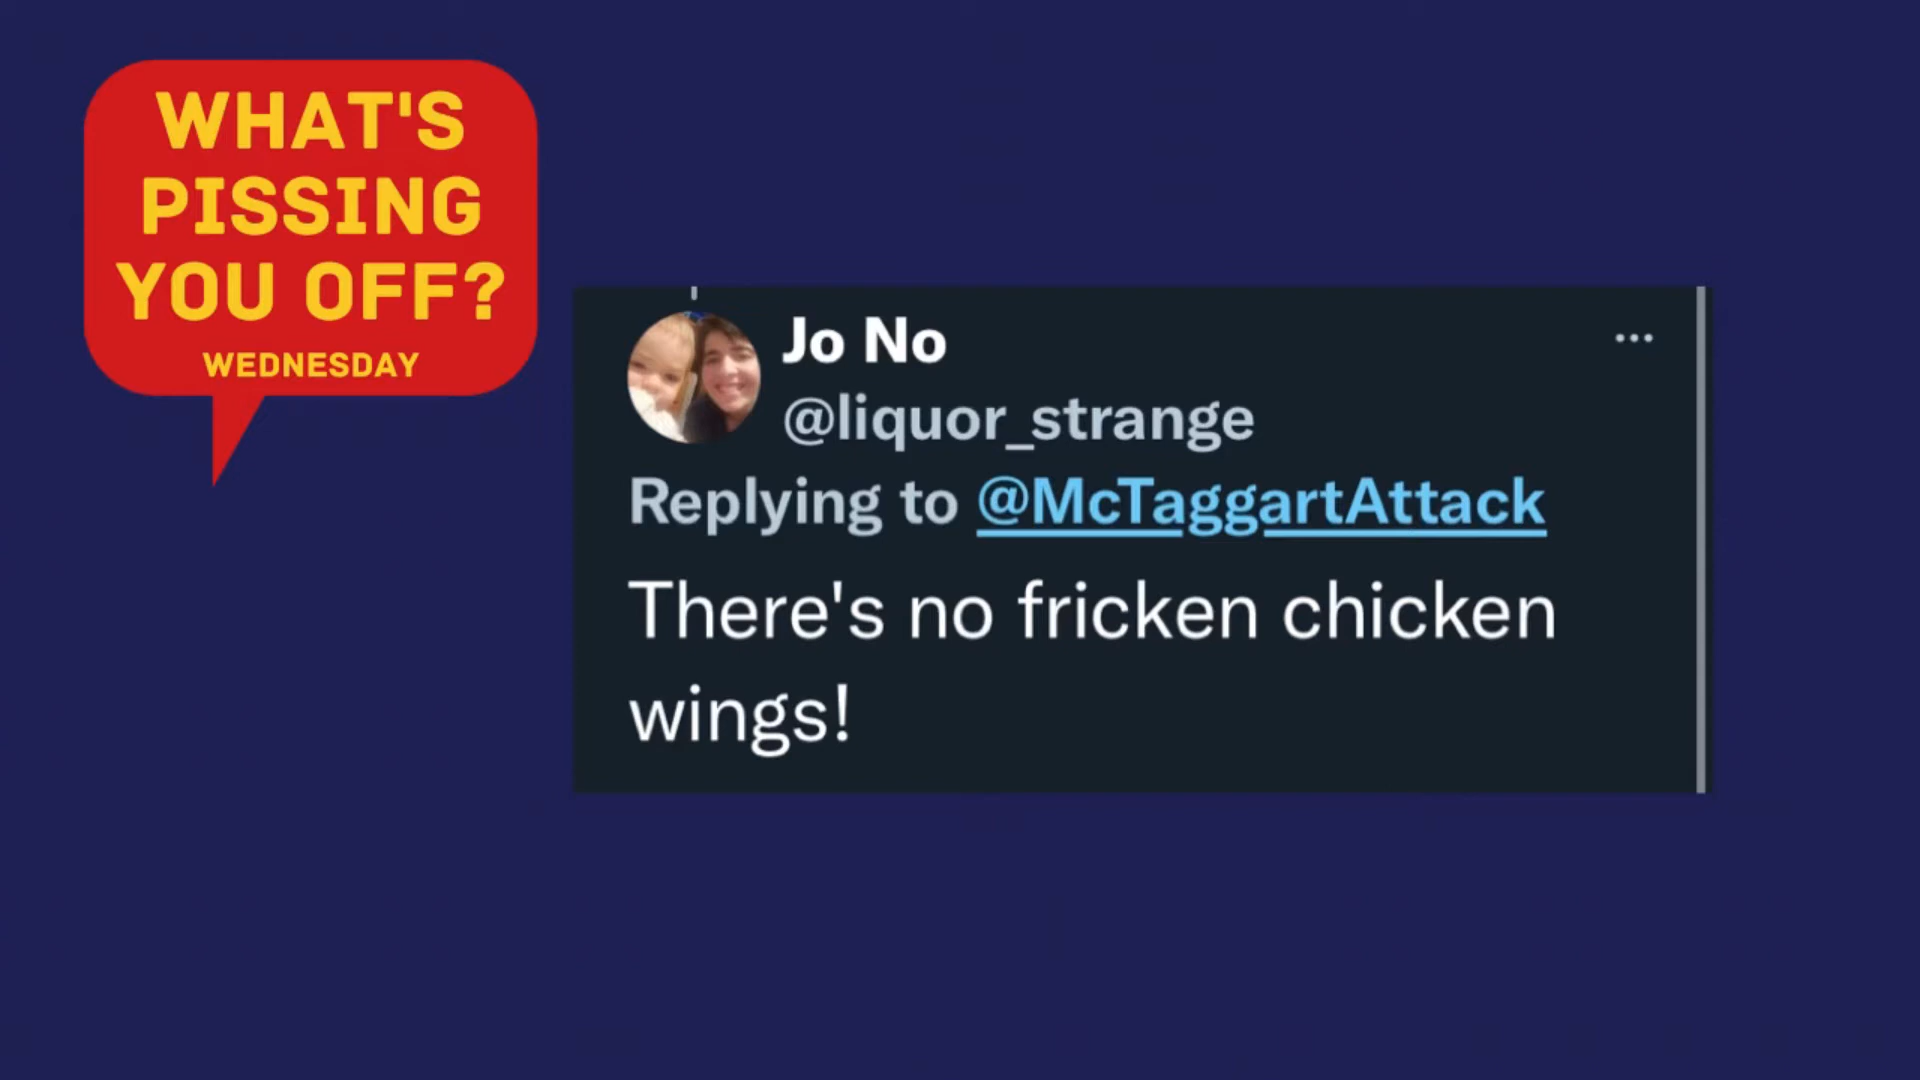 WHAT'S
PISSING
YOU OFF?
WEDNESDAY
Jo No
@liquor_strange
Replying to @McTaggartAttack
There's no fricken chicken
wings!